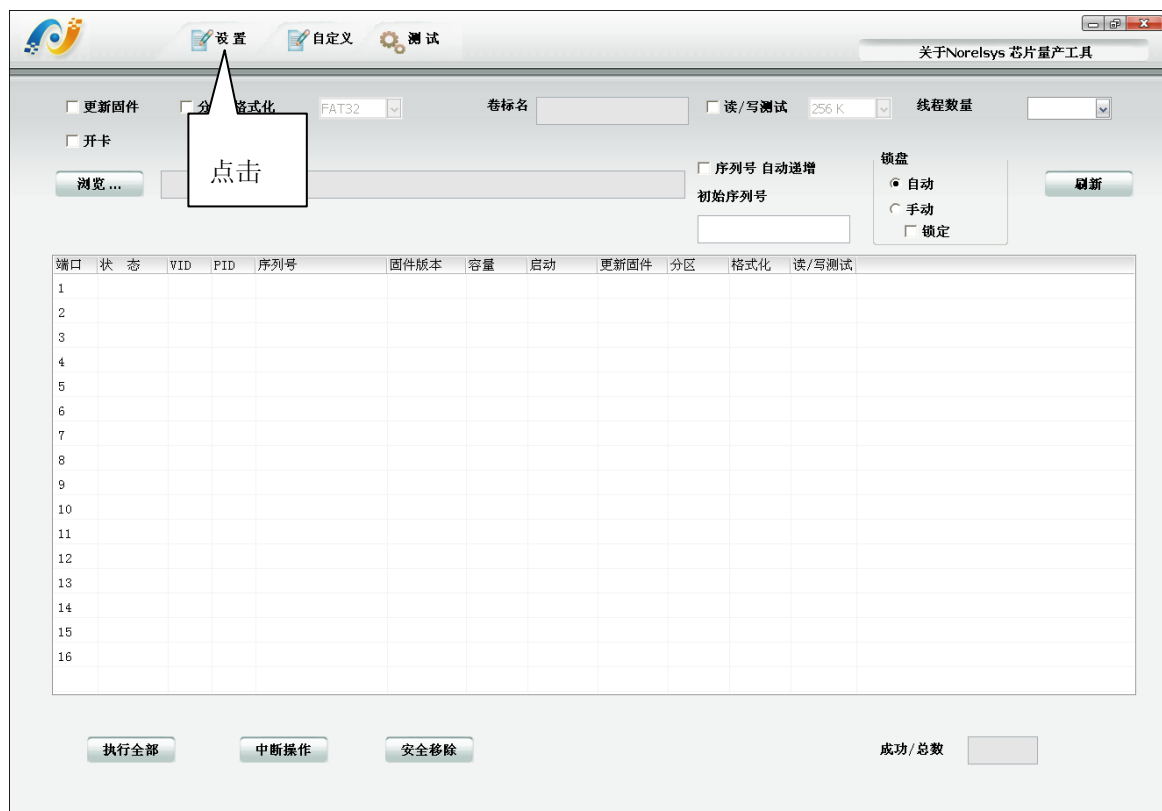 设 置 自定义 测 试
关于Norelsys 芯片量产工具
更新固件 分 格式化 FAT32 卷标名 读/写测试 256 K 线程数量
开卡
点击
浏览 ... 序列号 自动递增 锁盘
自动 刷新
初始序列号
手动
锁定
端口 状 态 VID PID 序列号 固件版本 容量 启动 更新固件 分区 格式化 读/写测试
1
2
3
4
5
6
7
8
9
10
11
12
13
14
15
16
执行全部 中断操作 安全移除 成功/总数